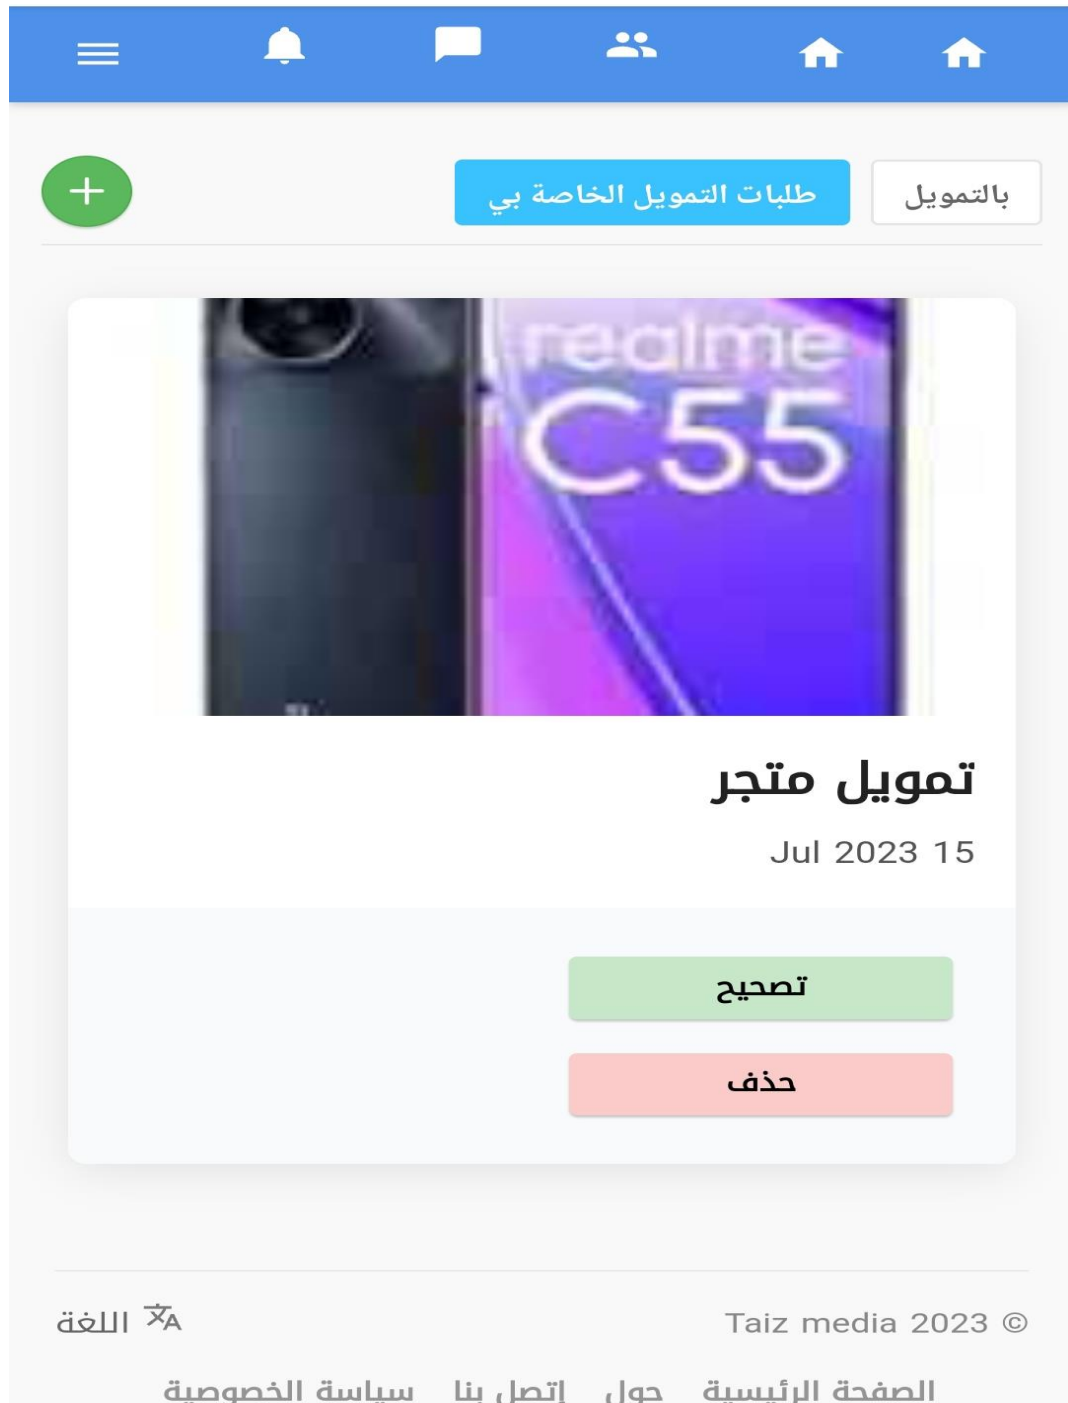 بالتمويل
طلبات التمويل الخاصة بي
realme
C55
تمويل متجر
15 Jul 2023
تصحيح
حذف
© 2023 Taiz media
اللغة
الصفحة الرئيسية حول إتصل بنا سياسة الخصوصية